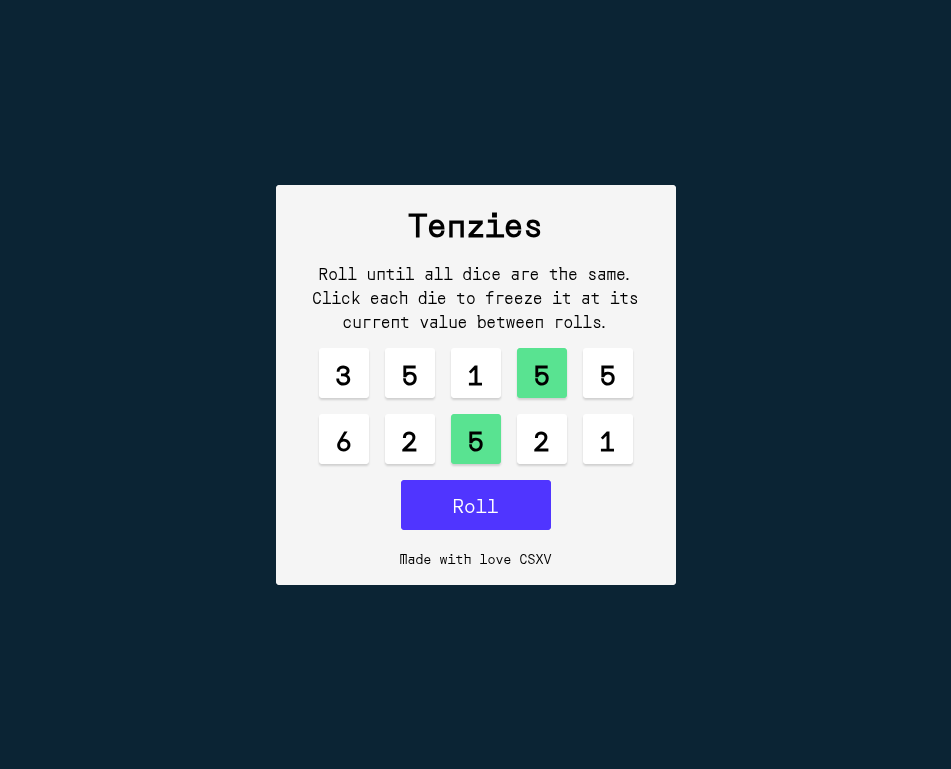 Tenzies
Roll until all dice are the same.
Click each die to freeze it at its
current value between rolls.
3 5 1 5 5
6 2 5 2 1
Roll
Made with love CSXV